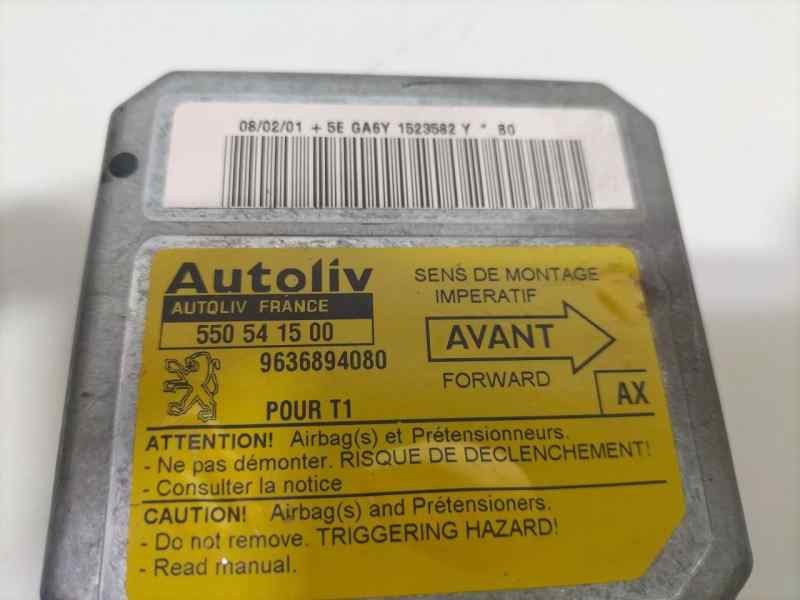 08/02/01 + 5E GA6Y 1523582 Y * B0
Autoliv
AUTOLIV FRANCE
550 54 15 00
9636894080
POUR T1
SENS DE MONTAGE
IMPERATIF
AVANT
FORWARD
AX
ATTENTION! Airbag(s) et Prétensionneurs.
- Ne pas démonter. RISQUE DE DECLENCHEMENT!
- Consulter la notice
CAUTION! Airbag(s) and Pretensioners.
- Do not remove. TRIGGERING HAZARD!
- Read manual.